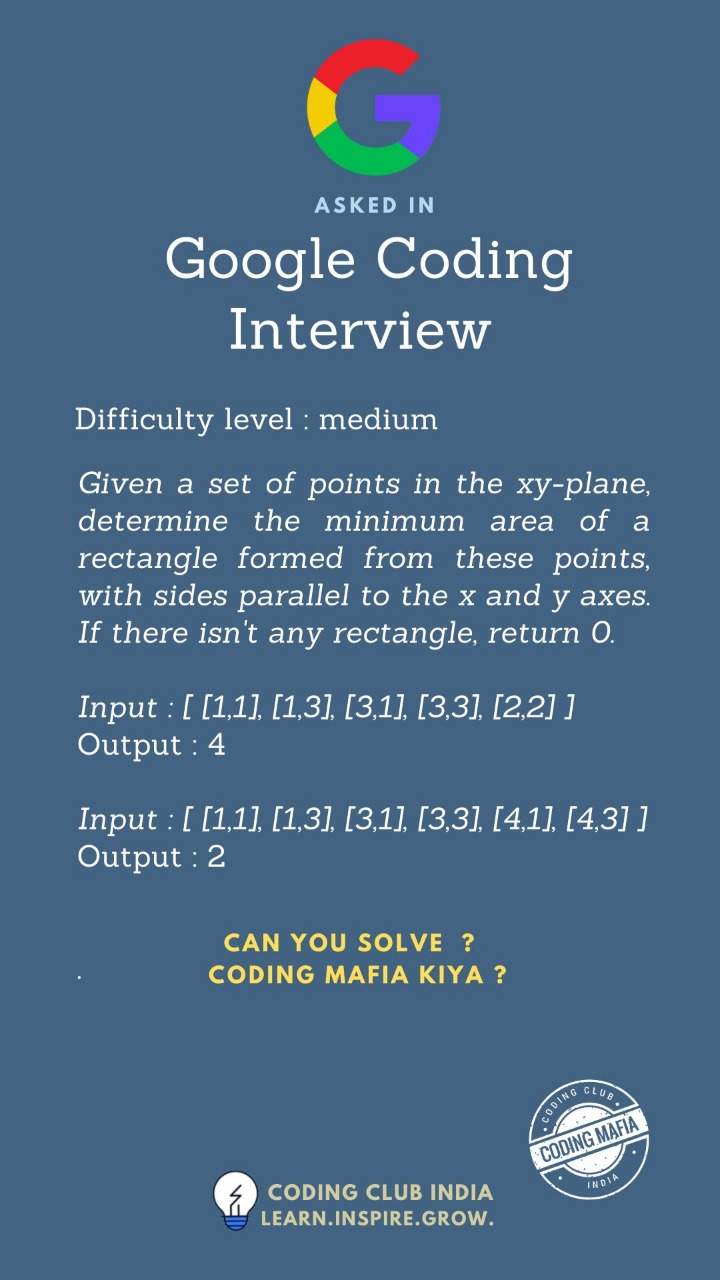 ASKED IN
Google Coding
Interview
Difficulty level : medium
Given a set of points in the xy-plane,
determine the minimum area of a
rectangle formed from these points,
with sides parallel to the x and y axes.
If there isn't any rectangle, return 0.
Input : [ [1,1], [1,3], [3,1], [3,3], [2,2] ]
Output : 4
Input : [ [1,1], [1,3], [3,1], [3,3], [4,1], [4,3] ]
Output : 2
CAN YOU SOLVE ?
. CODING MAFIA KIYA ?
CODING CLUB
CODING MAFIA
INDIA
CODING CLUB INDIA
LEARN.INSPIRE.GROW.